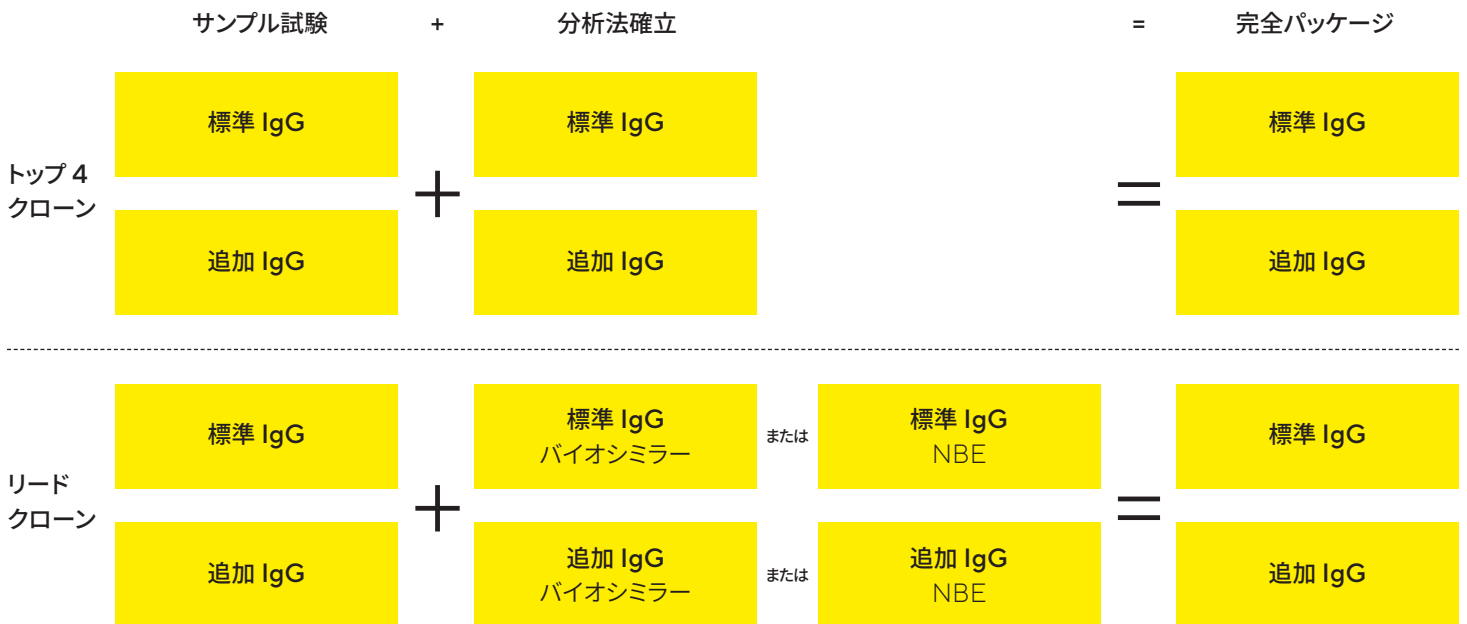 サンプル試験 + 分析法確立 = 完全パッケージ
トップ 4
クローン
標準 IgG
+
標準 IgG
=
標準 IgG
追加 IgG
追加 IgG
追加 IgG
リード
クローン
標準 IgG
+
標準 IgG
バイオシミラー
または
標準 IgG
NBE
=
標準 IgG
追加 IgG
追加 IgG
バイオシミラー
または
追加 IgG
NBE
追加 IgG